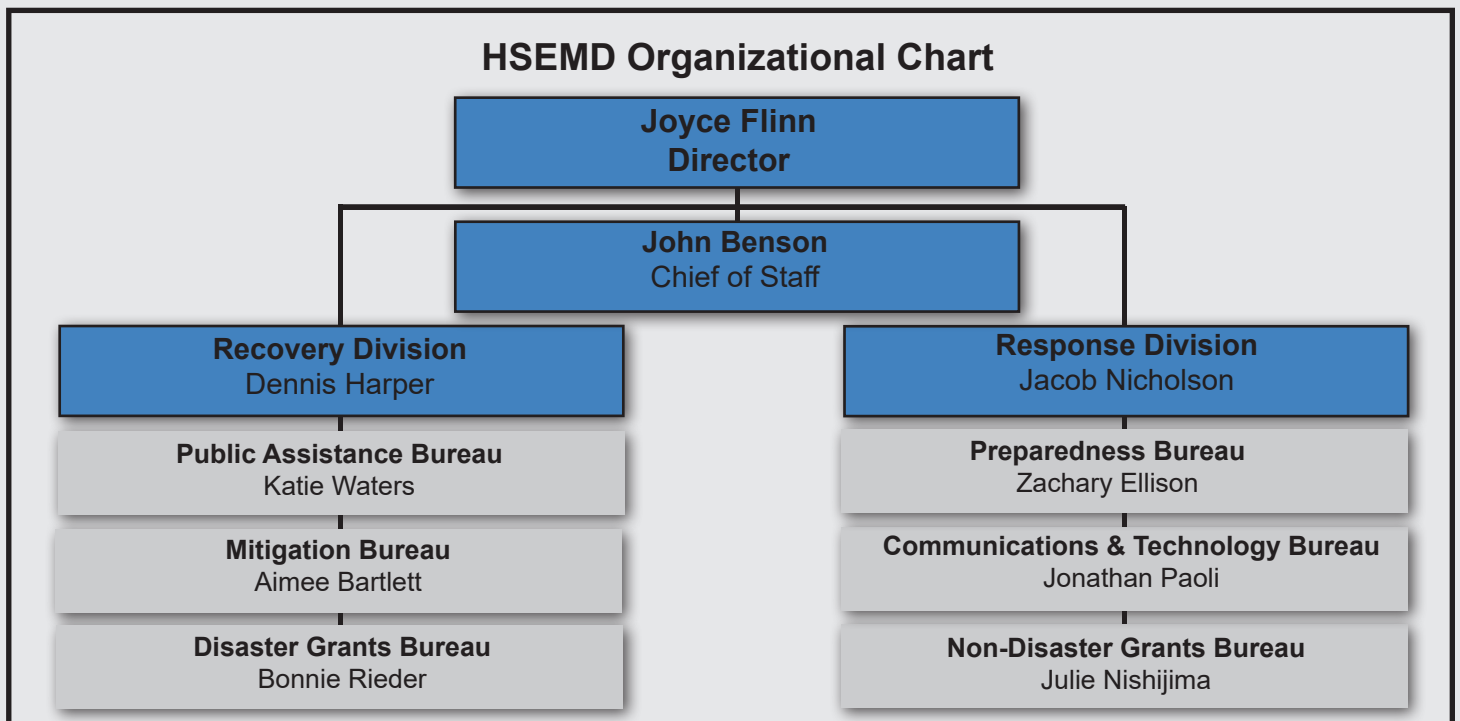 HSEMD Organizational Chart
Joyce Flinn
Director
John Benson
Chief of Staff
Recovery Division
Dennis Harper
Public Assistance Bureau
Katie Waters
Mitigation Bureau
Aimee Bartlett
Disaster Grants Bureau
Bonnie Rieder
Response Division
Jacob Nicholson
Preparedness Bureau
Zachary Ellison
Communications & Technology Bureau
Jonathan Paoli
Non-Disaster Grants Bureau
Julie Nishijima